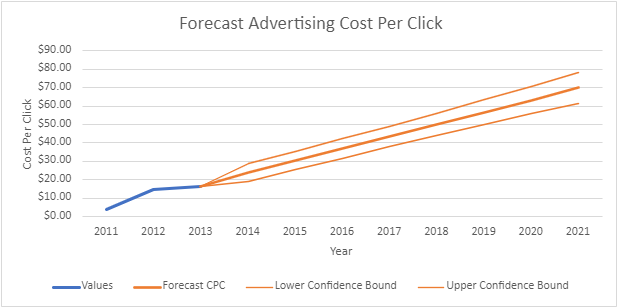 Forecast Advertising Cost Per Click
$90.00
$80.00
$70.00
$60.00
$50.00
$40.00
$30.00
$20.00
$10.00
$0.00
Cost Per Click
2011 2012 2013 2014 2015 2016 2017 2018 2019 2020 2021
Year
Values Forecast CPC Lower Confidence Bound Upper Confidence Bound